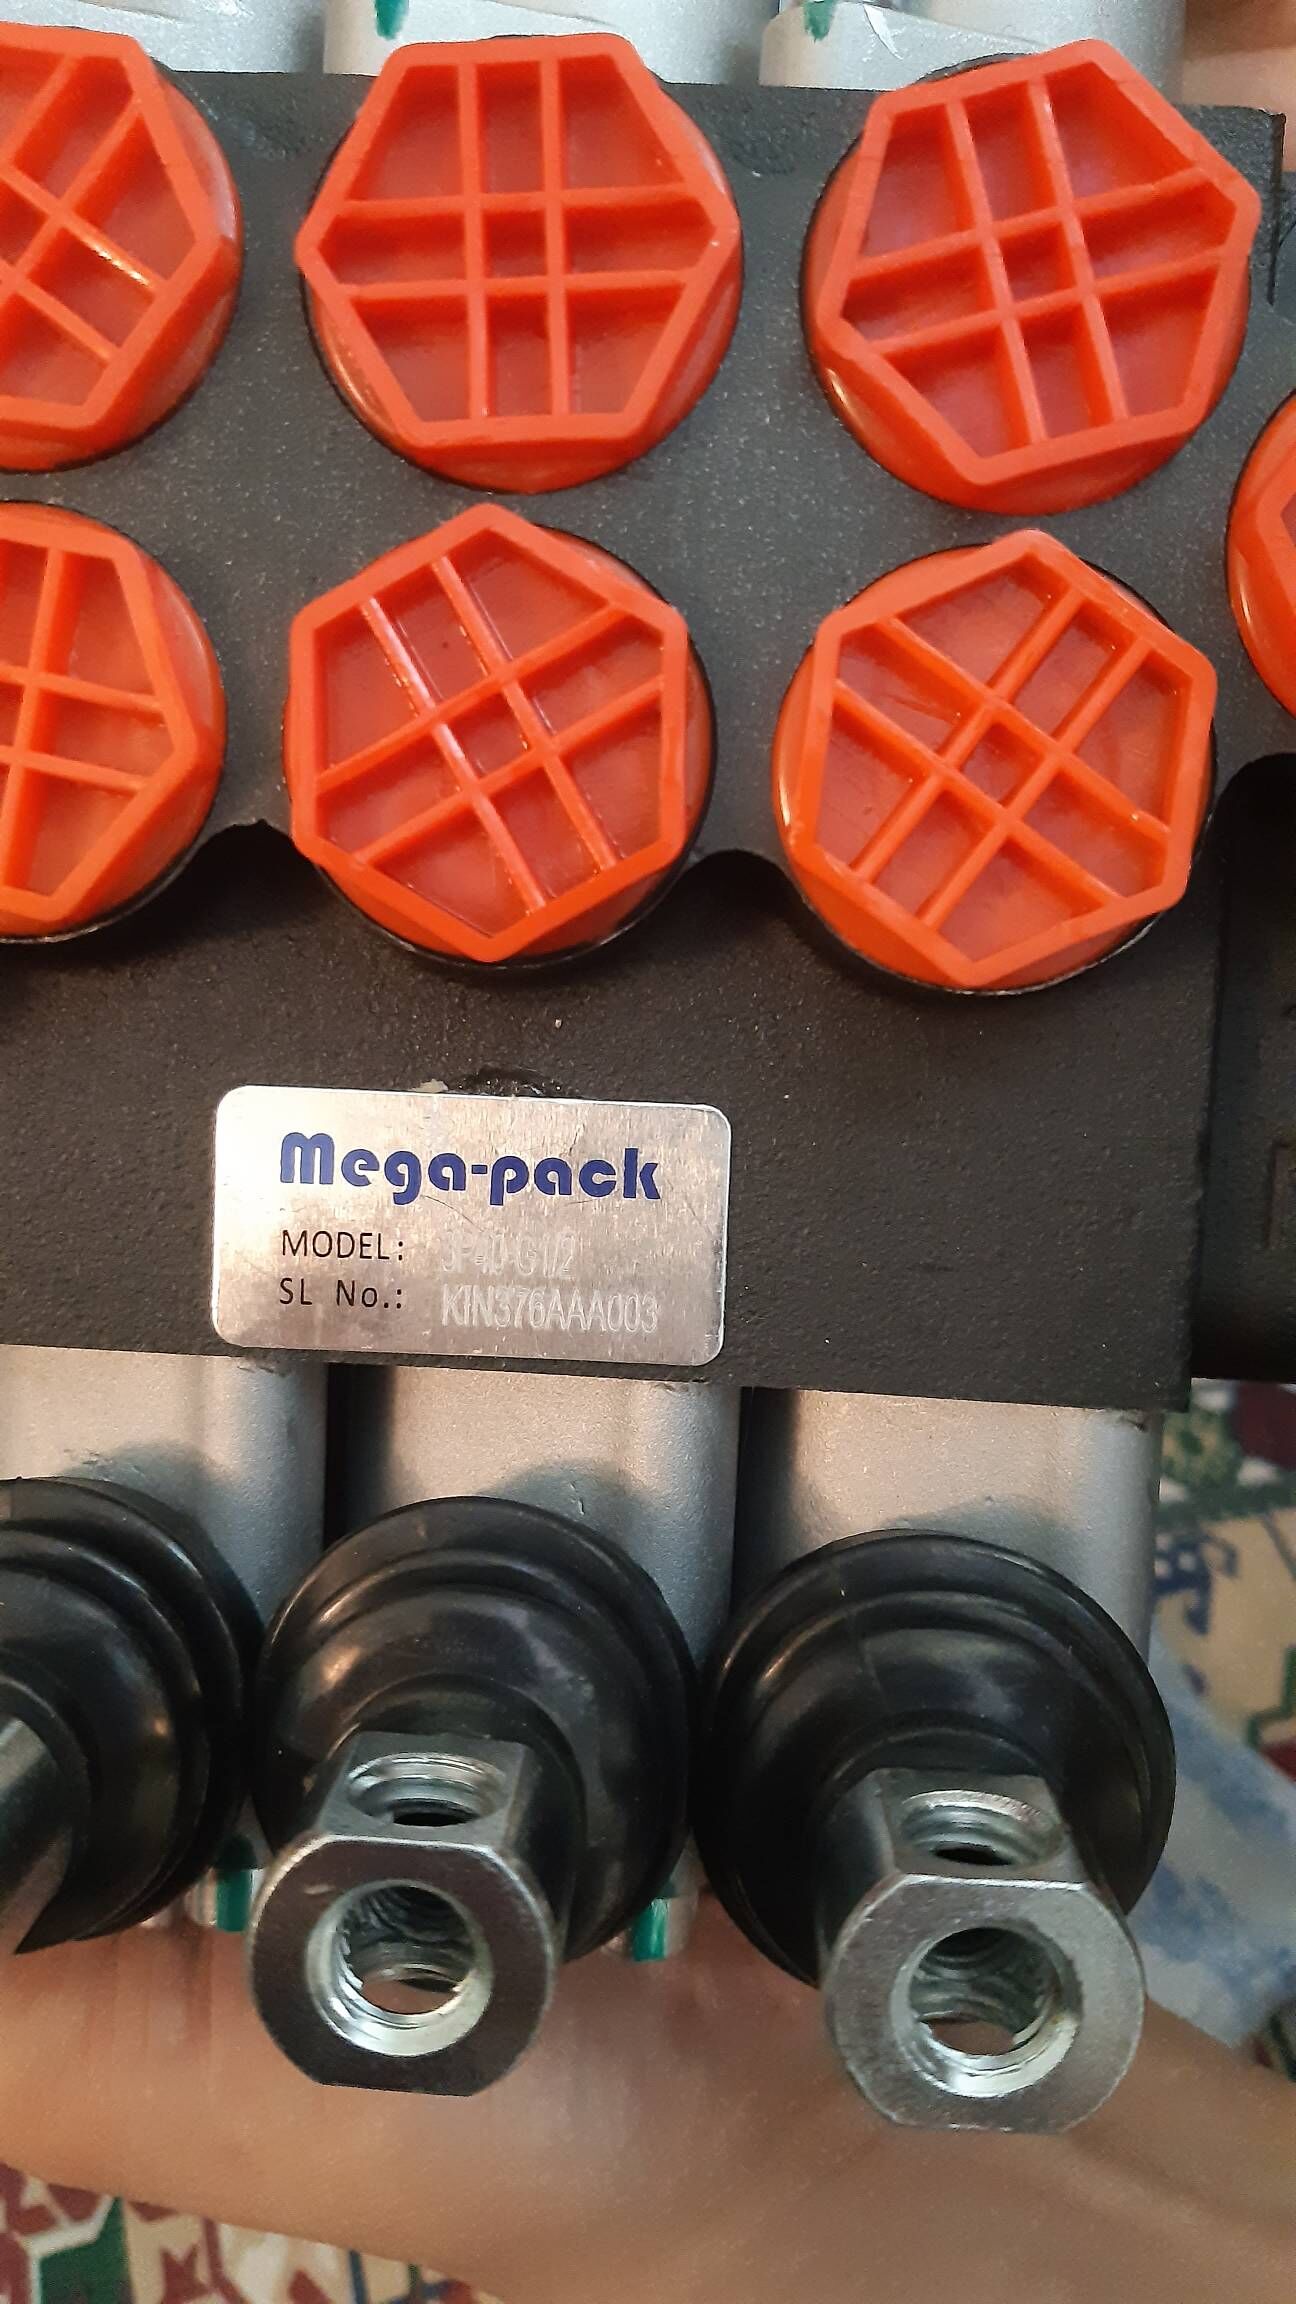 Mega-pack
MODEL: 3P40-G1/2
SL No.: KIN376AAA003